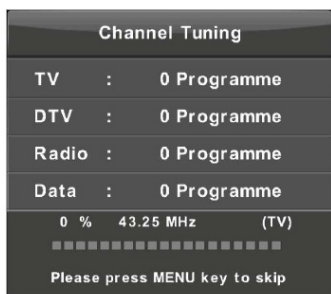 Channel Tuning
TV : 0 Programme
DTV : 0 Programme
Radio : 0 Programme
Data : 0 Programme
0 % 43.25 MHz (TV)
Please press MENU key to skip